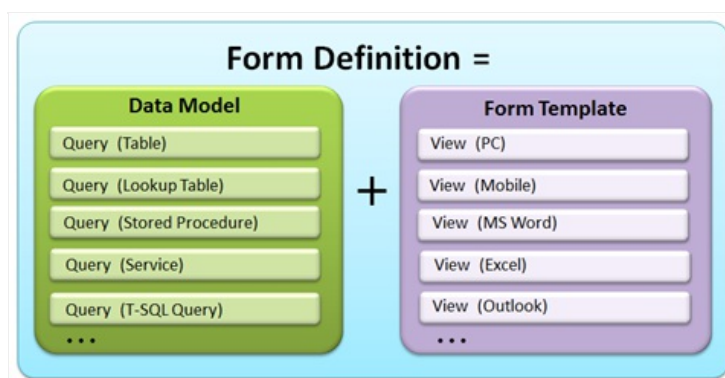 Form Definition =
Data Model
Query (Table)
Query (Lookup Table)
Query (Stored Procedure)
Query (Service)
Query (T-SQL Query)
...
+
Form Template
View (PC)
View (Mobile)
View (MS Word)
View (Excel)
View (Outlook)
...